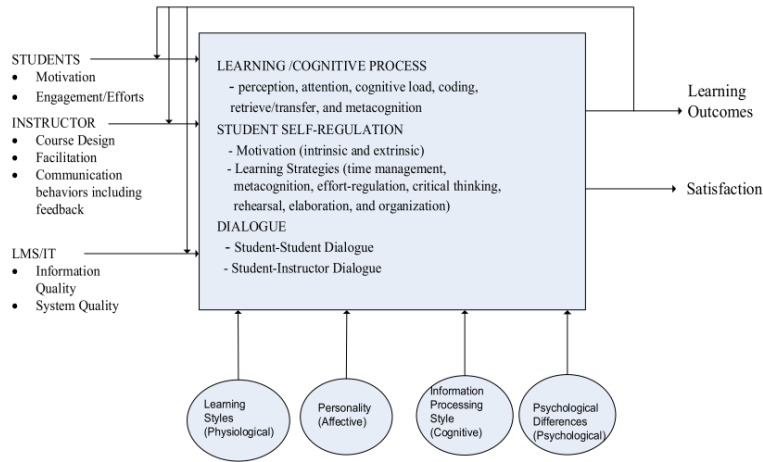 STUDENTS
• Motivation
• Engagement/Efforts
INSTRUCTOR
• Course Design
• Facilitation
• Communication
behaviors including
feedback
LMS/IT
• Information
Quality
• System Quality
LEARNING /COGNITIVE PROCESS
- perception, attention, cognitive load, coding,
retrieve/transfer, and metacognition
STUDENT SELF-REGULATION
- Motivation (intrinsic and extrinsic)
- Learning Strategies (time management,
metacognition, effort-regulation, critical thinking,
rehearsal, elaboration, and organization)
DIALOGUE
- Student-Student Dialogue
- Student-Instructor Dialogue
Learning
Outcomes
Satisfaction
Learning
Styles
(Physiological)
Personality
(Affective)
Information
Processing
Style
(Cognitive)
Psychological
Differences
(Psychological)